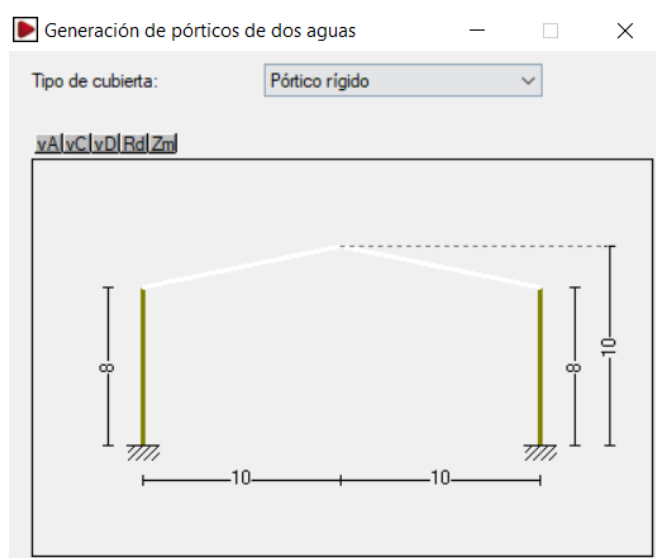 Generación de pórticos de dos aguas
Tipo de cubierta: Pórtico rígido
vA vC vD Rd Zm
8
8
10
10 10